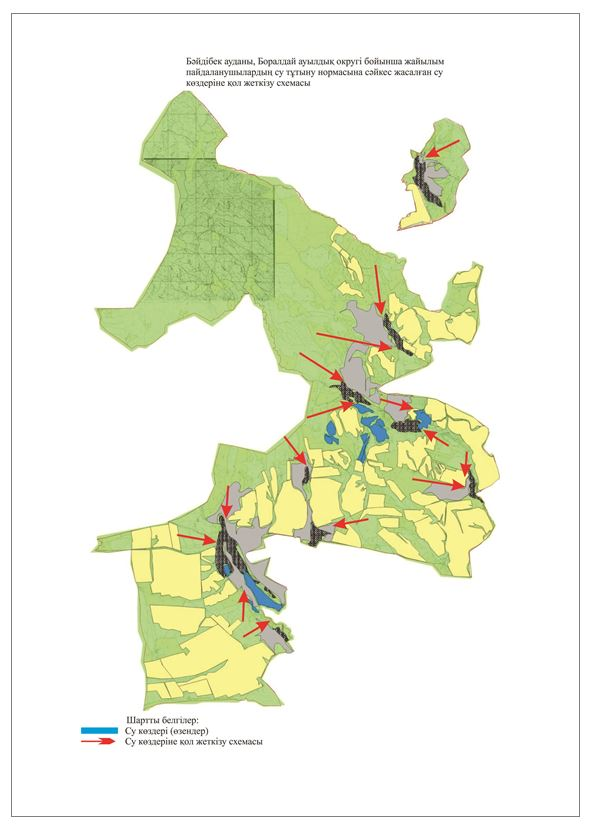 Бәйдібек ауданы, Боралдай ауылдық округі бойынша жайылым
пайдаланушылардың су тұтыну нормасына сәйкес жасалған су
көздеріне қол жеткізу схемасы
Шартты белгілер:
Су көздері (өзендер)
Су көздеріне қол жеткізу схемасы